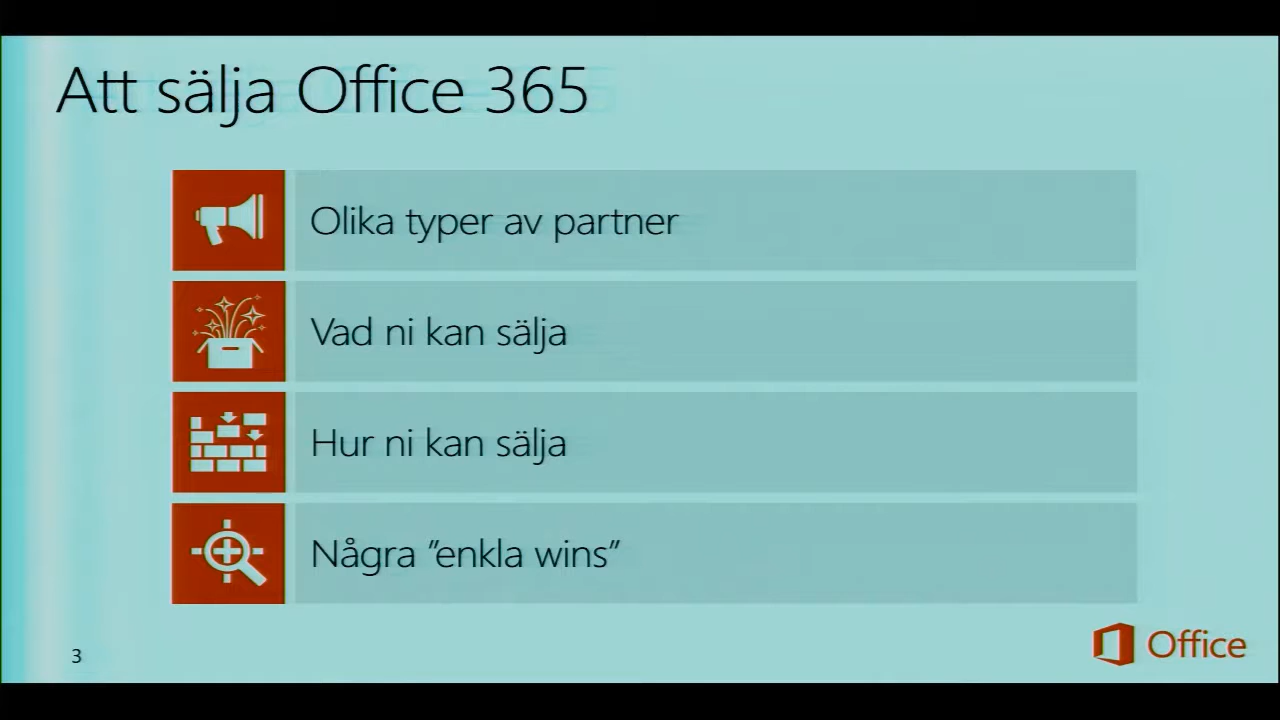 Att sälja Office 365
Olika typer av partner
Vad ni kan sälja
Hur ni kan sälja
Några ”enkla wins”
3
Office